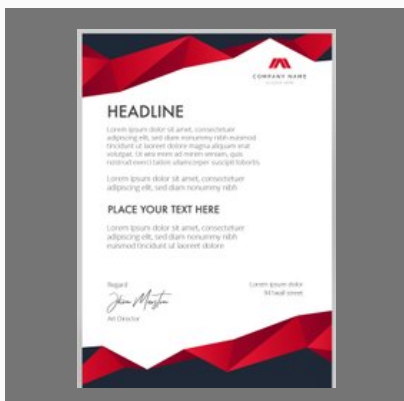 COMPANY NAME
HEADLINE
Lorem ipsum dolor sit amet, consectetuer
adipiscing elit, sed diam nonummy nibh euismod
tincidunt ut laoreet dolore magna aliquam erat
volutpat. Ut wisi enim ad minim veniam, quis
nostrud exerci tation ullamcorper suscipit lobortis
Lorem ipsum dolor sit amet, consectetuer
adipiscing elit, sed diam nonummy nibh
PLACE YOUR TEXT HERE
Lorem ipsum dolor sit amet, consectetuer
adipiscing elit, sed diam nonummy nibh
euismod tincidunt ut laoreet dolore
Regard
Lorem ipsum dolor
Art Director